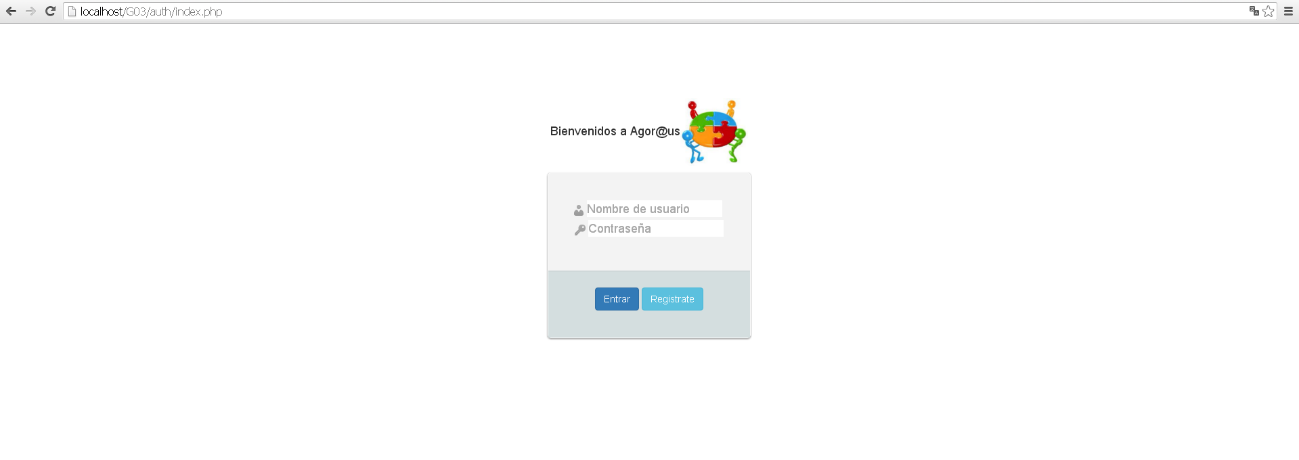 localhost/G03/auth/index.php
Bienvenidos a Agor@us
Nombre de usuario
Contraseña
Entrar Registrate